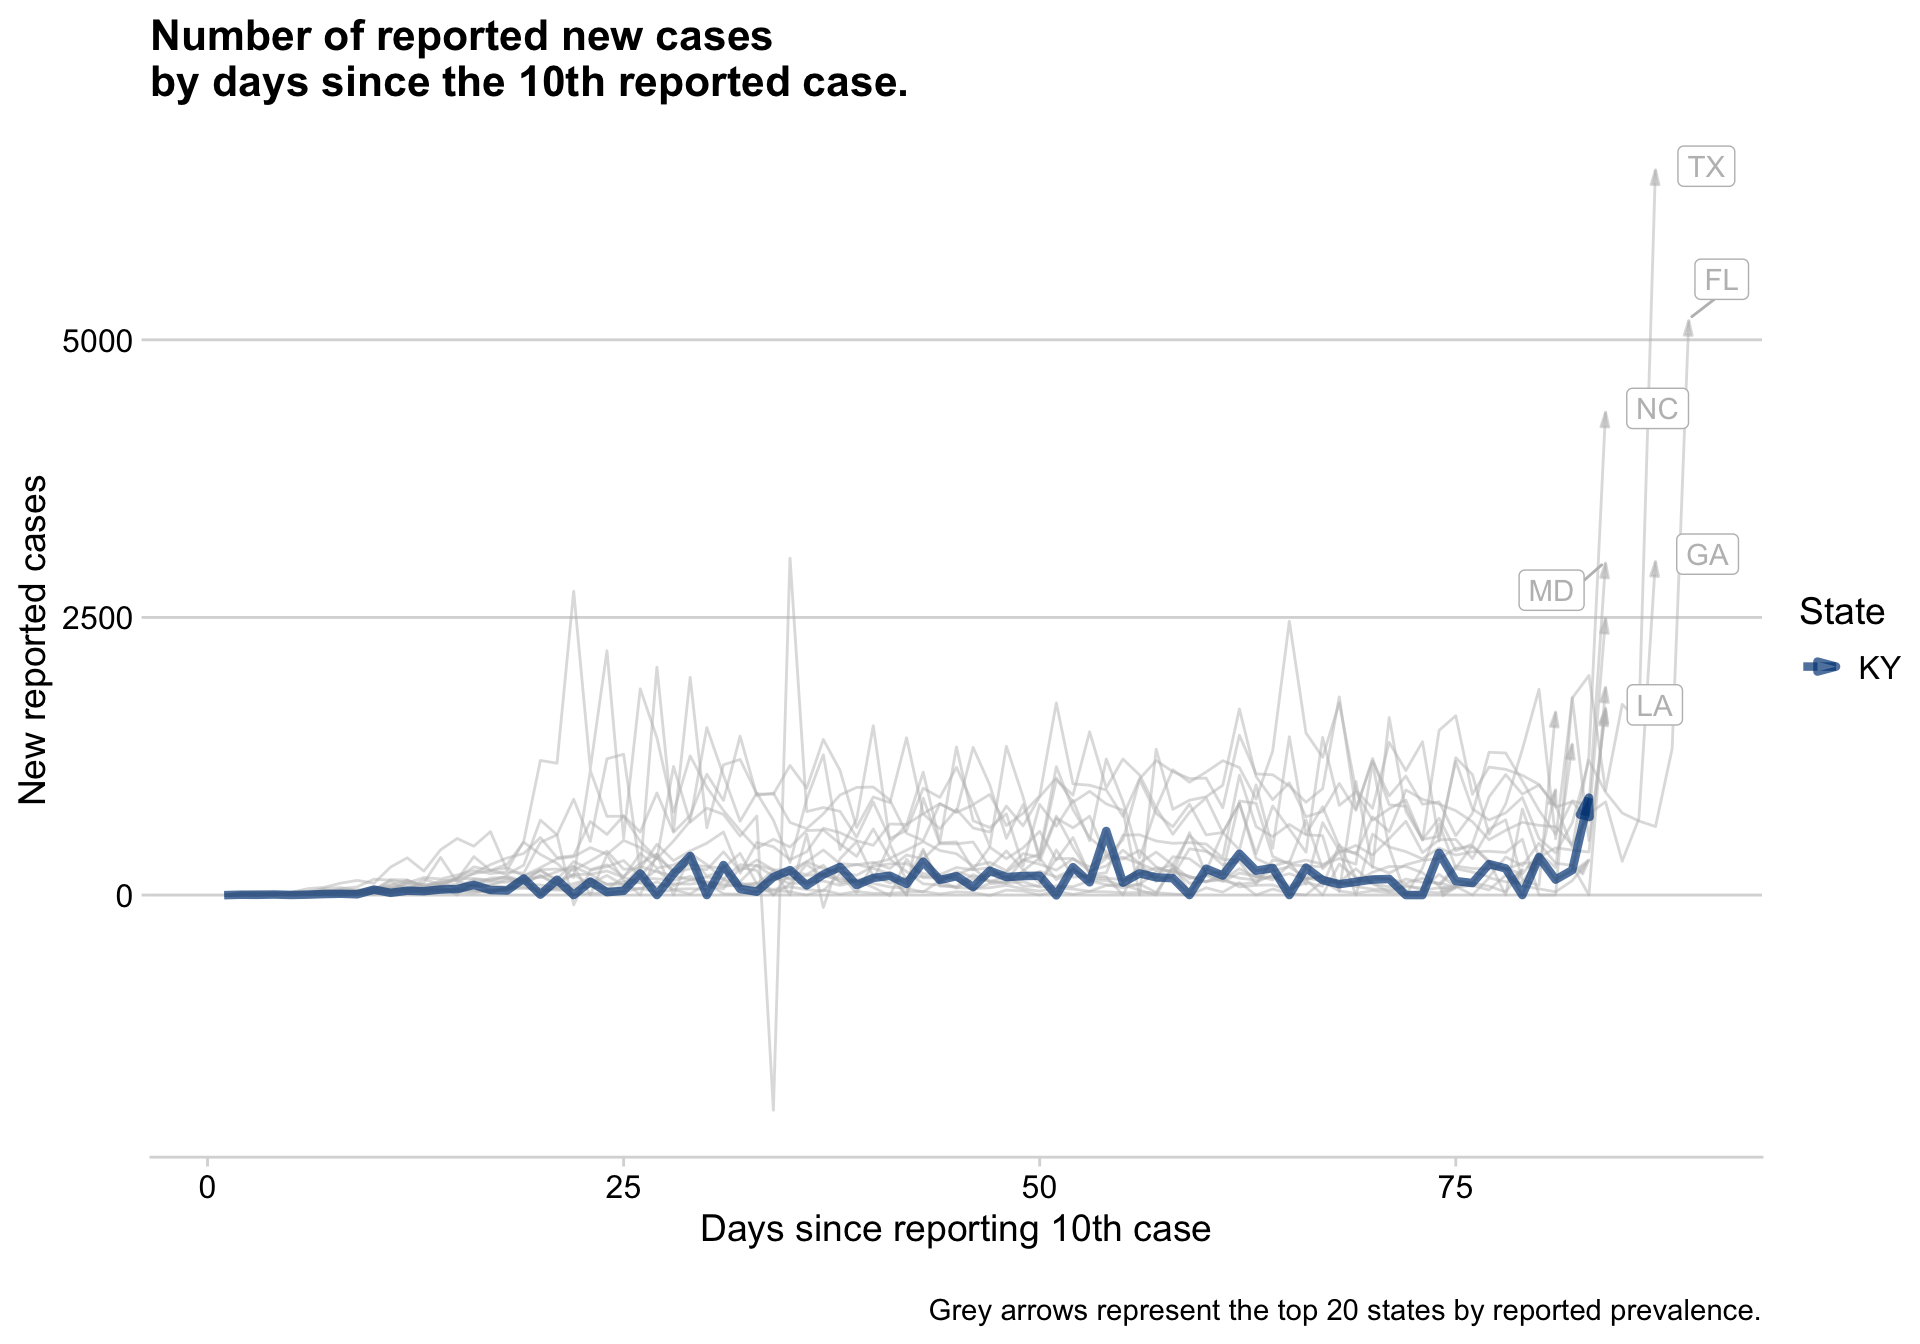 Number of reported new cases
by days since the 10th reported case.
TX
FL
5000
NC
GA
MD
2500
LA
0
New reported cases
State
KY
0
25
50
75
Days since reporting 10th case
Grey arrows represent the top 20 states by reported prevalence.